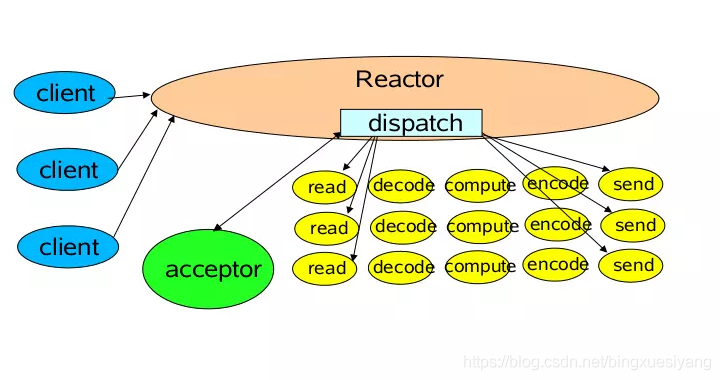 Reactor
client
dispatch
client
read decode compute encode send
read decode compute encode send
client
acceptor
read decode compute encode send
https://blog.csdn.net/bingxuesiyang